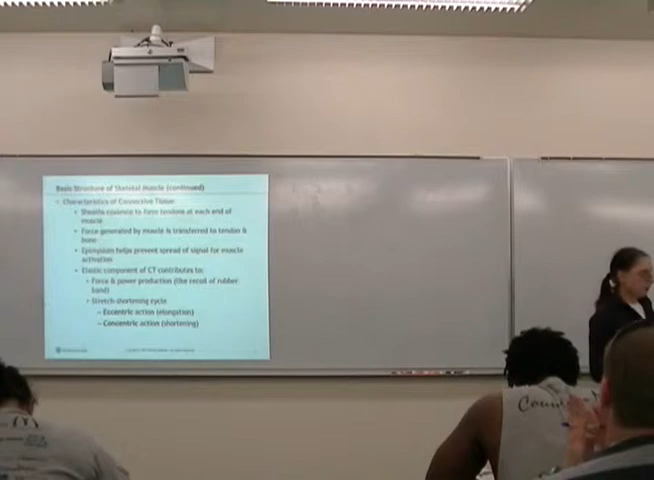 Basic Structure of Skeletal Muscle (continued)
• Characteristics of Connective Tissue
• Sheaths coalesce to form tendons at each end of
muscle
• Force generated by muscle is transferred to tendon &
bone
• Epimysium helps prevent spread of signal for muscle
activation
• Elastic component of CT contributes to:
• Force & power production (like recoil of rubber
band)
• Stretch-shortening cycle
– Eccentric action (elongation)
– Concentric action (shortening)